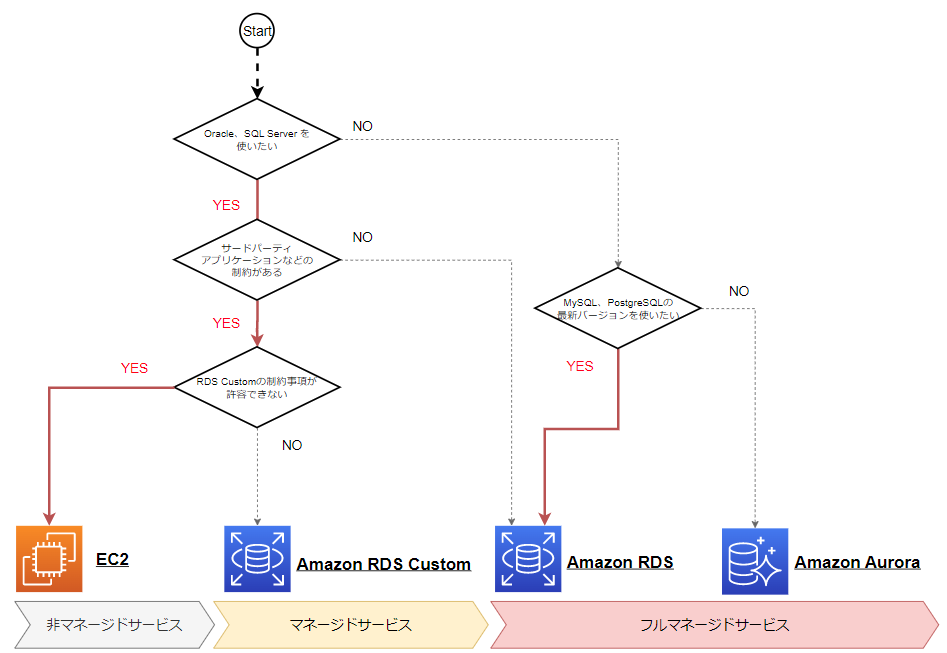 Start
Oracle、SQL Server を
使いたい
NO
YES
サードパーティ
アプリケーションなどの
制約がある
NO
YES
MySQL、PostgreSQLの
最新バージョンを使いたい
NO
YES
RDS Customの制約事項が
許容できない
YES
NO
EC2
Amazon RDS Custom
Amazon RDS
Amazon Aurora
非マネージドサービス
マネージドサービス
フルマネージドサービス